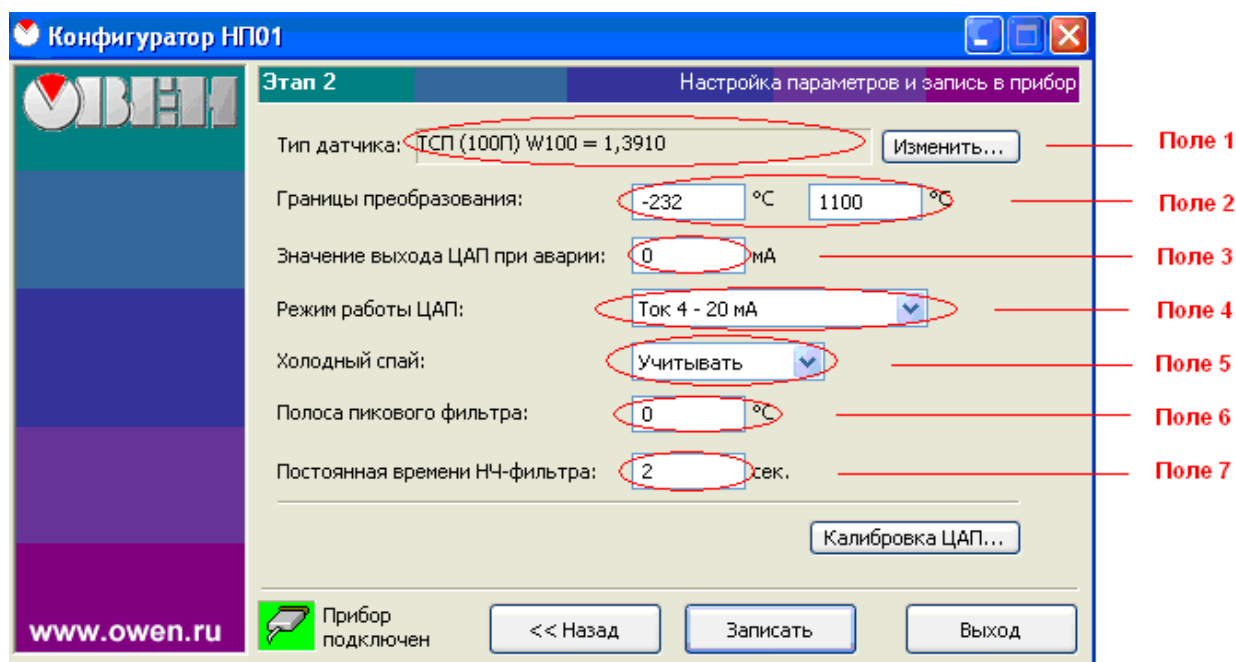 Конфигуратор НП01
ОВЕН
Этап 2
Настройка параметров и запись в прибор
Тип датчика: ТСП (100П) W100 = 1,3910 Изменить... Поле 1
Границы преобразования: -232 °C 1100 °C Поле 2
Значение выхода ЦАП при аварии: 0 мА Поле 3
Режим работы ЦАП: Ток 4 - 20 мА Поле 4
Холодный спай: Учитывать Поле 5
Полоса пикового фильтра: 0 °C Поле 6
Постоянная времени НЧ-фильтра: 2 сек. Поле 7
Калибровка ЦАП...
www.owen.ru
Прибор
подключен
<< Назад Записать Выход